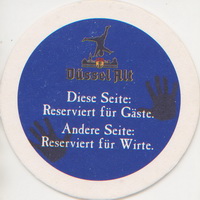 Düssel Alt
Diese Seite:
Reserviert für Gäste.
Andere Seite:
Reserviert für Wirte.